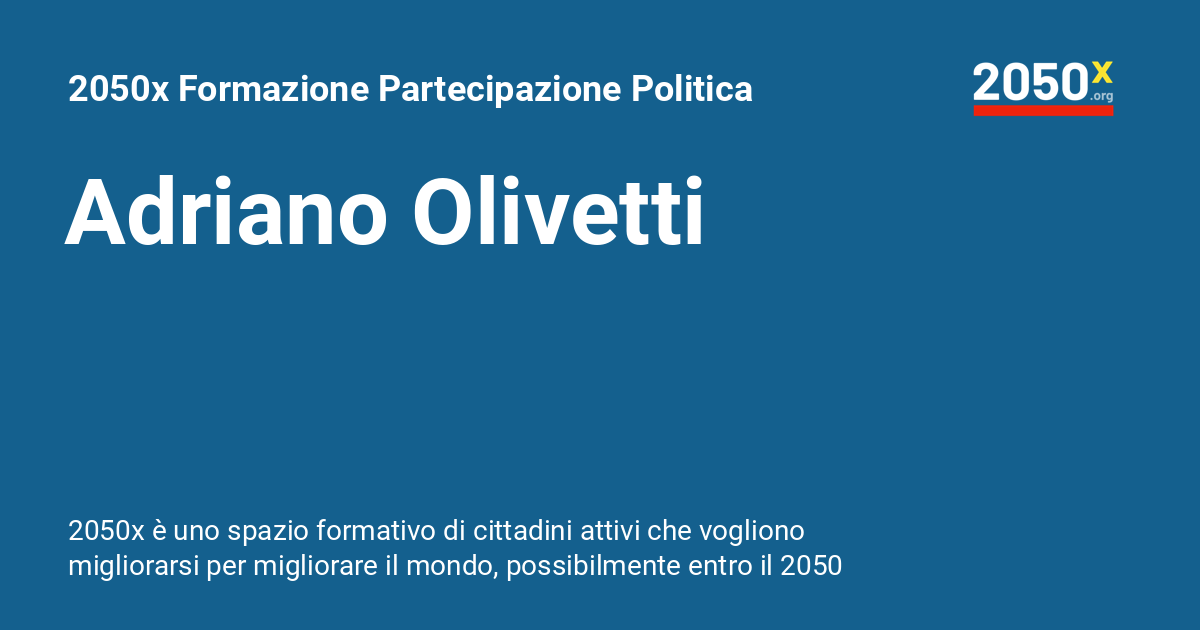 2050x Formazione Partecipazione Politica
2050x
.org
Adriano Olivetti
2050x è uno spazio formativo di cittadini attivi che vogliono
migliorarsi per migliorare il mondo, possibilmente entro il 2050